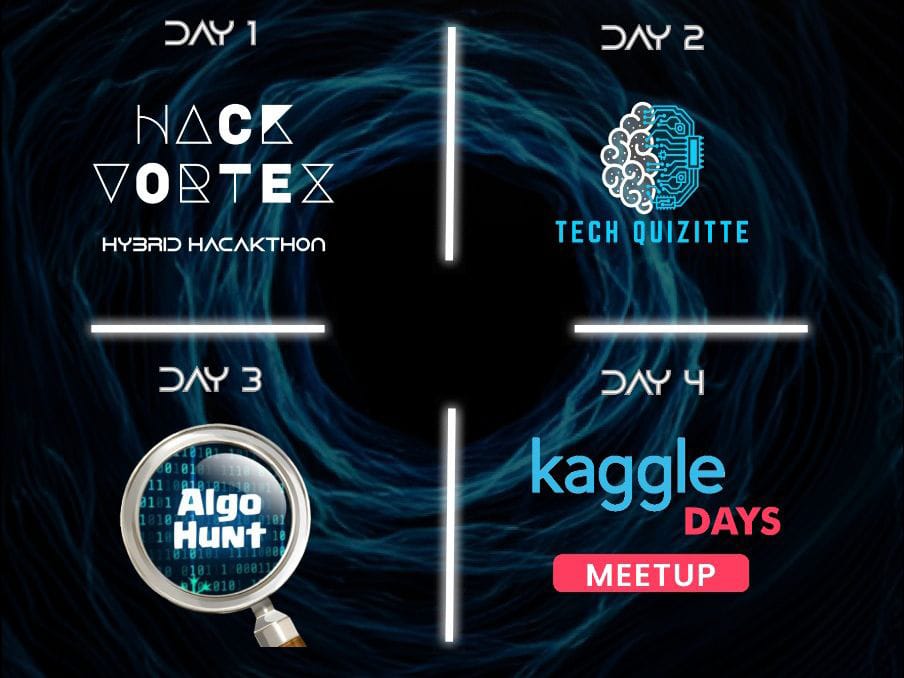 DAY 1
HACK
VORTEX
HYBRID HACAKTHON
DAY 2
TECH QUIZITTE
DAY 3
Algo
Hunt
DAY 4
kaggle
DAYS
MEETUP